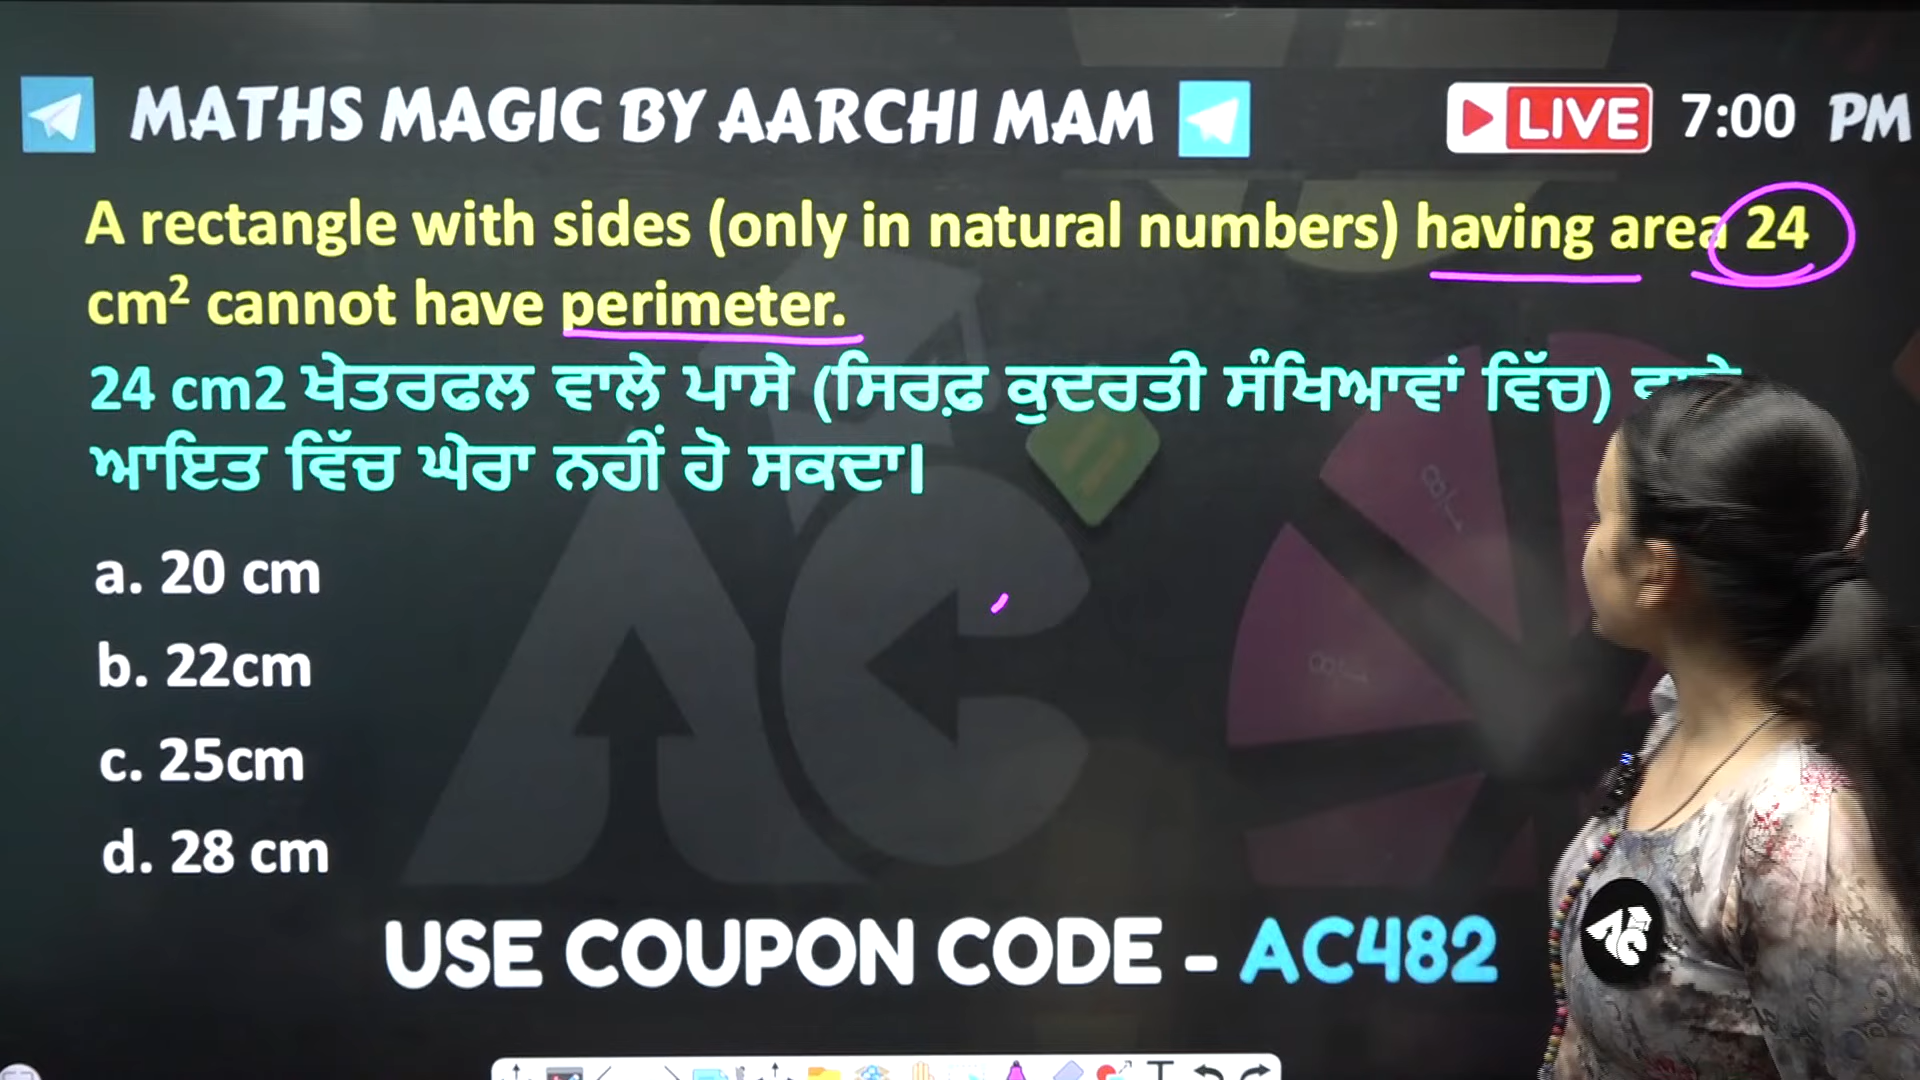 MATHS MAGIC BY AARCHI MAM LIVE 7:00 PM
A rectangle with sides (only in natural numbers) having area 24
cm² cannot have perimeter.
24 cm2 ਖੇਤਰਫਲ ਵਾਲੇ ਪਾਸੇ (ਸਿਰਫ਼ ਕੁਦਰਤੀ ਸੰਖਿਆਵਾਂ ਵਿੱਚ)
ਆਇਤ ਵਿੱਚ ਘੇਰਾ ਨਹੀਂ ਹੋ ਸਕਦਾ।
a. 20 cm
b. 22cm
c. 25cm
d. 28 cm
USE COUPON CODE - AC482